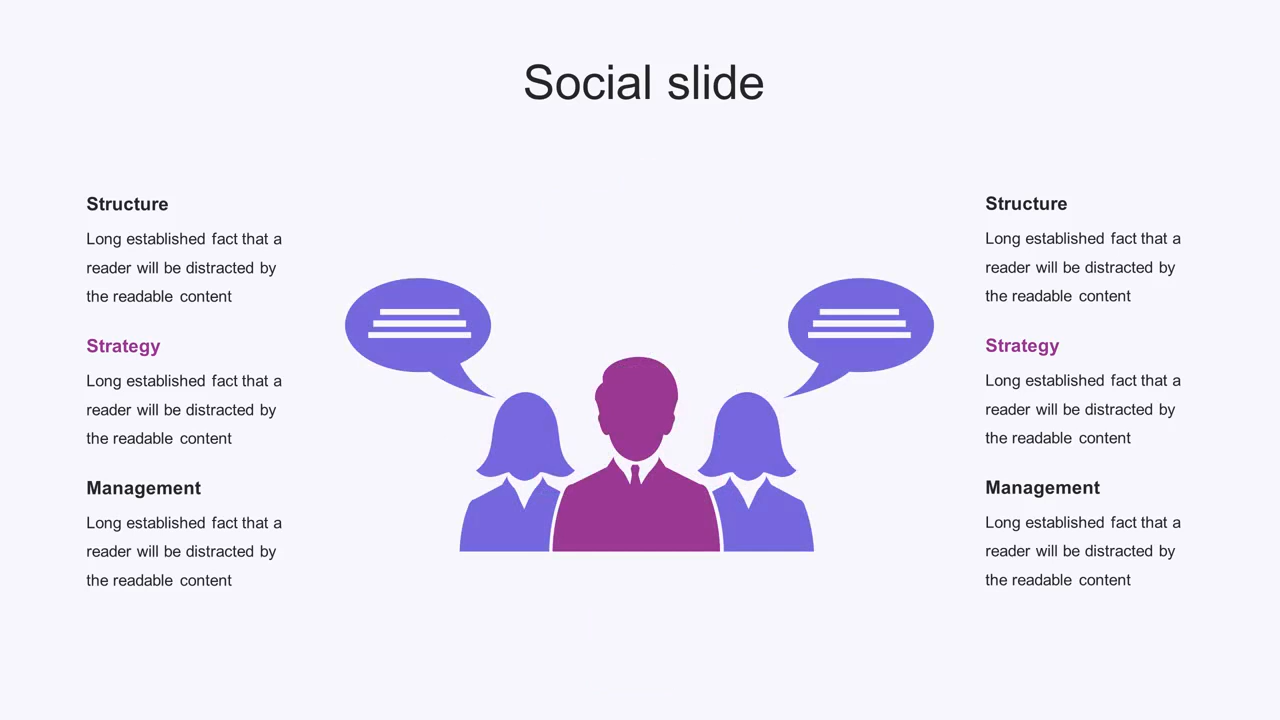 Social slide
Structure
Long established fact that a
reader will be distracted by
the readable content
Strategy
Long established fact that a
reader will be distracted by
the readable content
Management
Long established fact that a
reader will be distracted by
the readable content
Structure
Long established fact that a
reader will be distracted by
the readable content
Strategy
Long established fact that a
reader will be distracted by
the readable content
Management
Long established fact that a
reader will be distracted by
the readable content